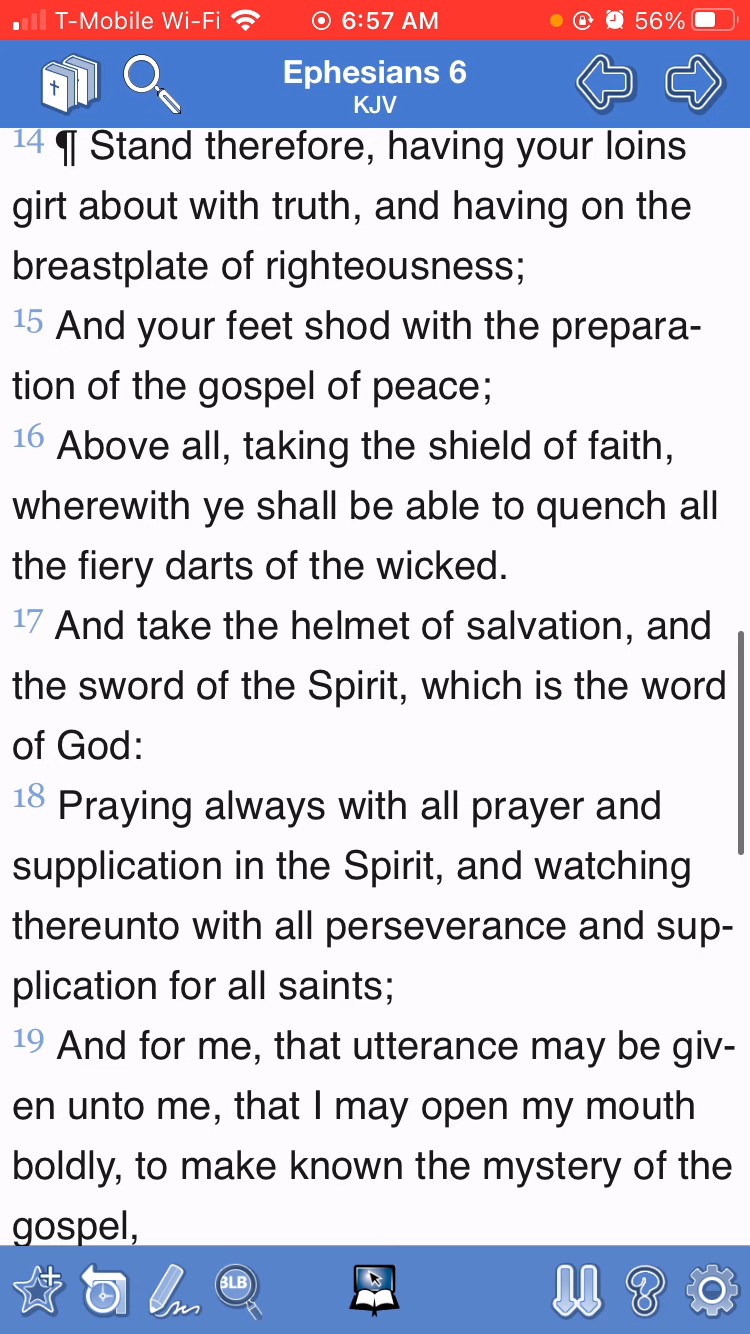 T-Mobile Wi-Fi 6:57 AM 56%
Ephesians 6
KJV
14 ¶ Stand therefore, having your loins
girt about with truth, and having on the
breastplate of righteousness;
15 And your feet shod with the prepara-
tion of the gospel of peace;
16 Above all, taking the shield of faith,
wherewith ye shall be able to quench all
the fiery darts of the wicked.
17 And take the helmet of salvation, and
the sword of the Spirit, which is the word
of God:
18 Praying always with all prayer and
supplication in the Spirit, and watching
thereunto with all perseverance and sup-
plication for all saints;
19 And for me, that utterance may be giv-
en unto me, that I may open my mouth
boldly, to make known the mystery of the
gospel,
BLB